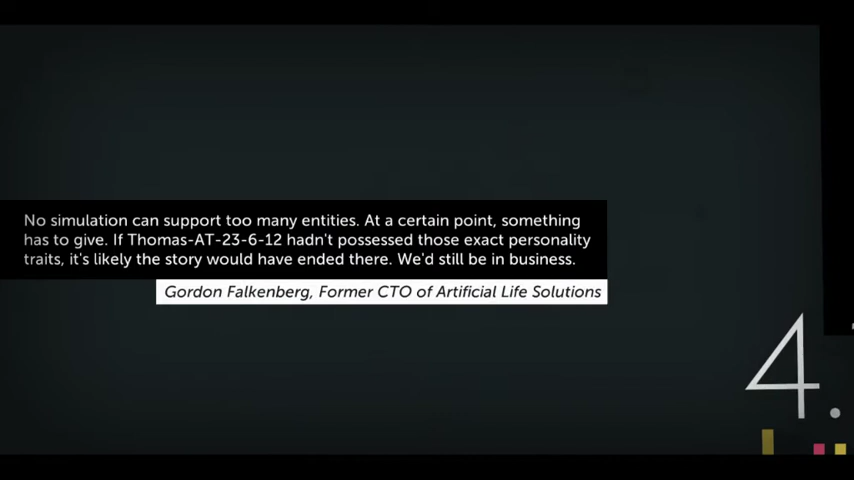 No simulation can support too many entities. At a certain point, something
has to give. If Thomas-AT-23-6-12 hadn't possessed those exact personality
traits, it's likely the story would have ended there. We'd still be in business.
Gordon Falkenberg, Former CTO of Artificial Life Solutions
4.